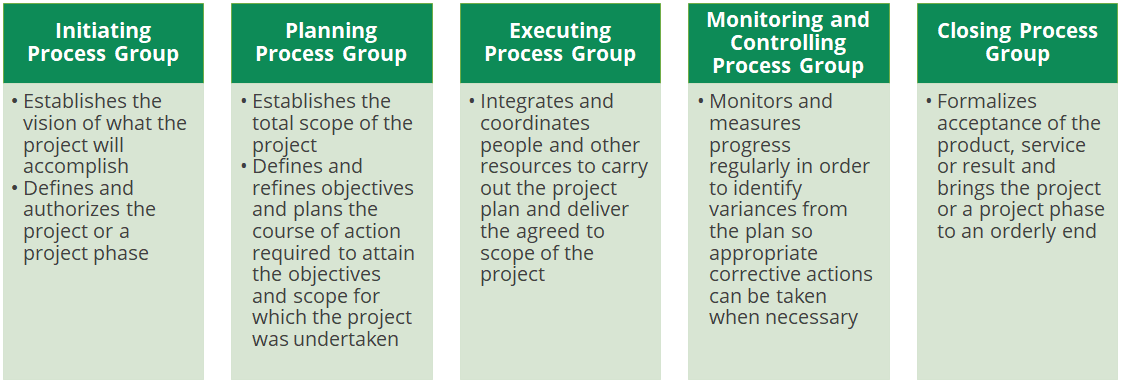 Initiating
Process Group
• Establishes the
vision of what the
project will
accomplish
• Defines and
authorizes the
project or a
project phase
Planning
Process Group
• Establishes the
total scope of the
project
• Defines and
refines objectives
and plans the
course of action
required to attain
the objectives
and scope for
which the project
was undertaken
Executing
Process Group
• Integrates and
coordinates
people and other
resources to carry
out the project
plan and deliver
the agreed to
scope of the
project
Monitoring and
Controlling
Process Group
• Monitors and
measures
progress
regularly in order
to identify
variances from
the plan so
appropriate
corrective actions
can be taken
when necessary
Closing Process
Group
• Formalizes
acceptance of the
product, service
or result and
brings the project
or a project phase
to an orderly end